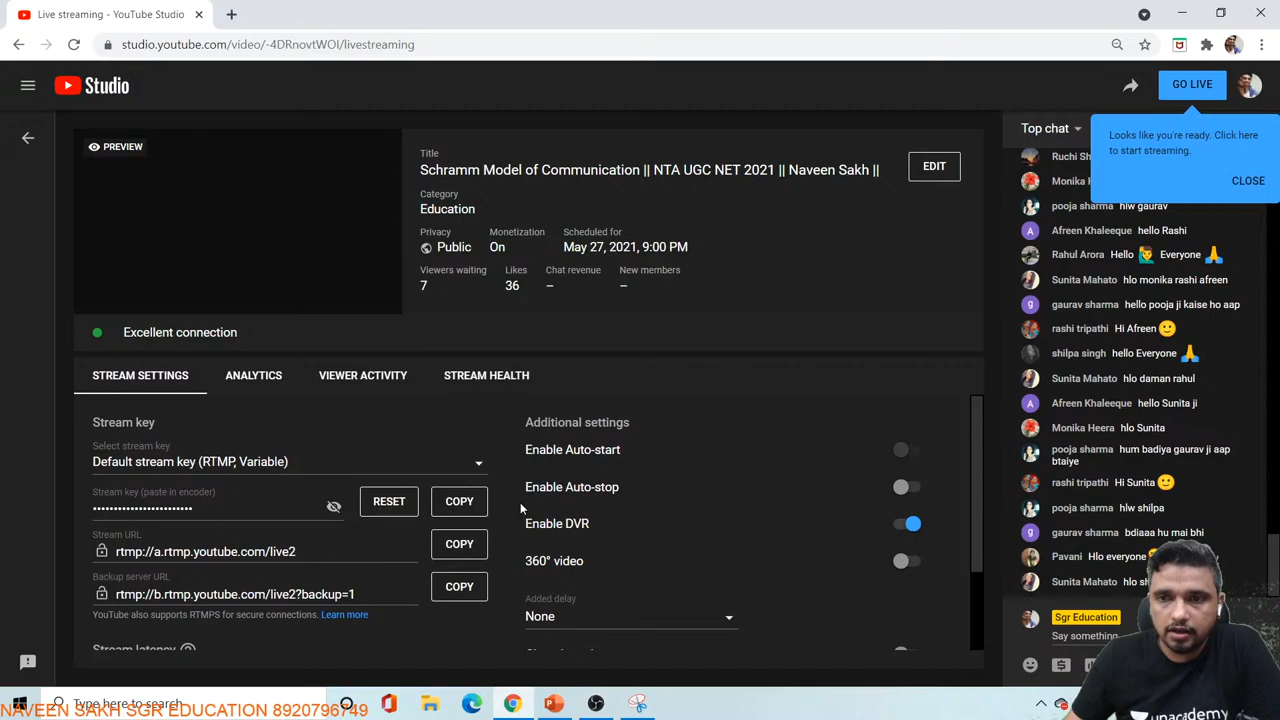 Live streaming - YouTube Studio
studio.youtube.com/video/-4DRnovtWOI/livestreaming
Studio
GO LIVE
Looks like you're ready. Click here
to start streaming.
CLOSE
PREVIEW
Title
Schramm Model of Communication || NTA UGC NET 2021 || Naveen Sakh ||
EDIT
Category
Education
Privacy Monetization Scheduled for
Public On May 27, 2021, 9:00 PM
Viewers waiting Likes Chat revenue New members
7 36 – –
Excellent connection
STREAM SETTINGS ANALYTICS VIEWER ACTIVITY STREAM HEALTH
Stream key
Select stream key
Default stream key (RTMP, Variable)
Stream key (paste in encoder)
••••••••••••••••••••••••
RESET COPY
Stream URL
rtmp://a.rtmp.youtube.com/live2
COPY
Backup server URL
rtmp://b.rtmp.youtube.com/live2?backup=1
COPY
YouTube also supports RTMPS for secure connections. Learn more
Stream latency
Additional settings
Enable Auto-start
Enable Auto-stop
Enable DVR
360° video
Added delay
None
Top chat
Ruchi Sh
Monika H
pooja sharma hlw gaurav
Afreen Khaleeque hello Rashi
Rahul Arora Hello 🙋‍♂️ Everyone 🙏
Sunita Mahato hlo monika rashi afreen
gaurav sharma hello pooja ji kaise ho aap
rashi tripathi Hi Afreen 🙂
shilpa singh hello Everyone 🙏
Sunita Mahato hlo daman rahul
Afreen Khaleeque hello Sunita ji
Monika Heera hlo Sunita
pooja sharma hum badiya gaurav ji aap
btaiye
rashi tripathi Hi Sunita 🙂
pooja sharma hlw shilpa
gaurav sharma bdiaaa hu mai bhi
Pavani Hlo everyone
Sunita Mahato hlo sh
Sgr Education
Say something
Type here to search
NAVEEN SAKH SGR EDUCATION 8920796749
unacademy